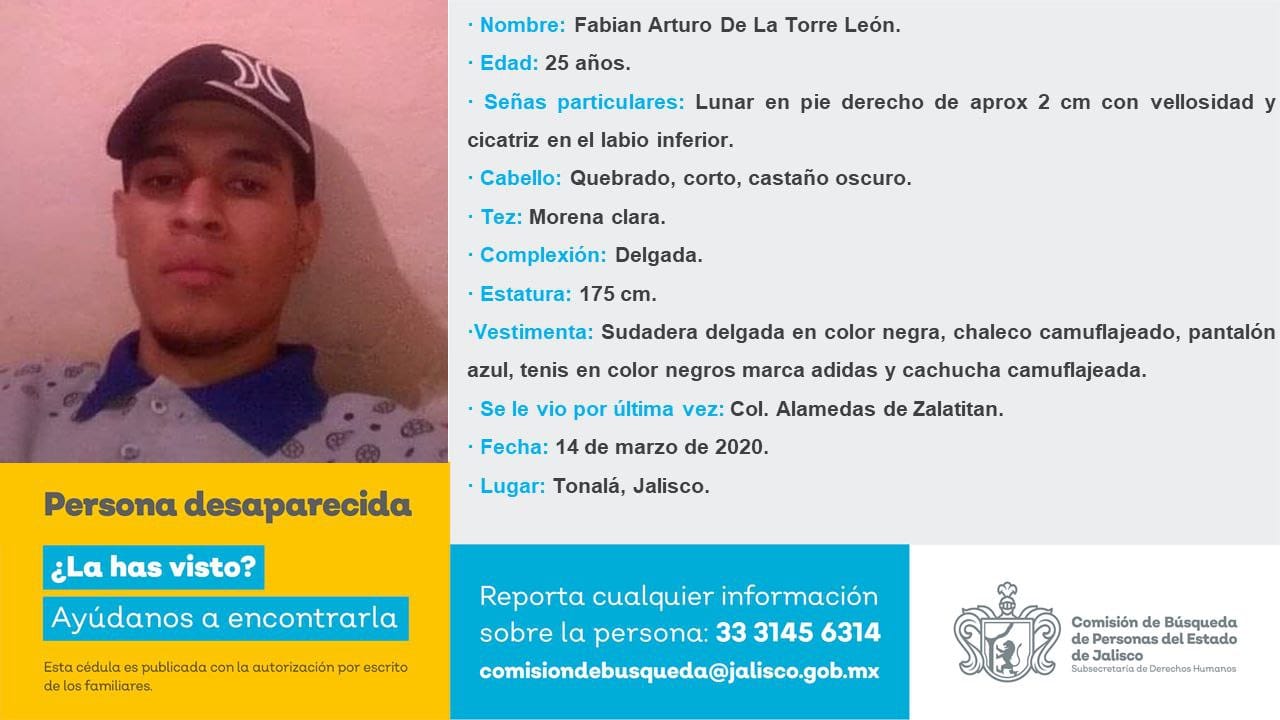 · Nombre: Fabian Arturo De La Torre León.
· Edad: 25 años.
· Señas particulares: Lunar en pie derecho de aprox 2 cm con vellosidad y
cicatriz en el labio inferior.
· Cabello: Quebrado, corto, castaño oscuro.
· Tez: Morena clara.
· Complexión: Delgada.
· Estatura: 175 cm.
·Vestimenta: Sudadera delgada en color negra, chaleco camuflajeado, pantalón
azul, tenis en color negros marca adidas y cachucha camuflajeada.
· Se le vio por última vez: Col. Alamedas de Zalatitan.
· Fecha: 14 de marzo de 2020.
· Lugar: Tonalá, Jalisco.
Persona desaparecida
¿La has visto?
Ayúdanos a encontrarla
Esta cédula es publicada con la autorización por escrito
de los familiares.
Reporta cualquier información
sobre la persona: 33 3145 6314
comisiondebusqueda@jalisco.gob.mx
Comisión de Búsqueda
de Personas del Estado
de Jalisco
Subsecretaría de Derechos Humanos